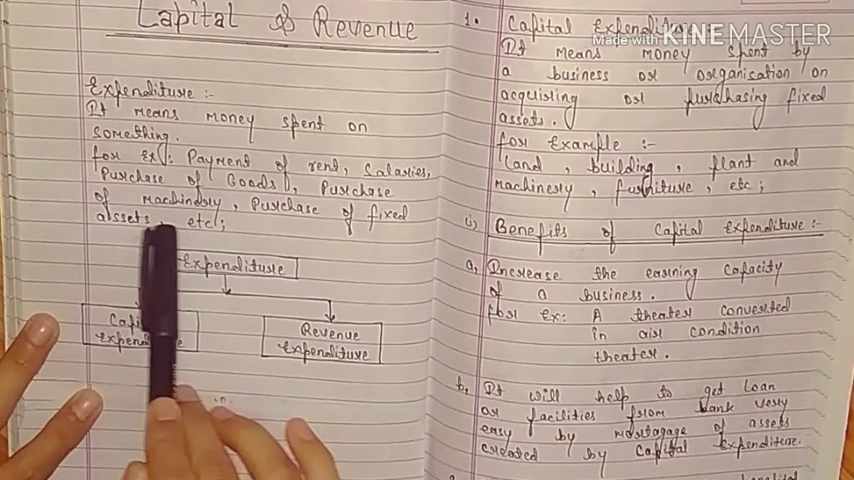 Capital & Revenue
Expenditure :-
It means money spent on
something.
for Ex: Payment of rent, Salaries,
Purchase of Goods, Purchase
of Machinery, Purchase of fixed
assets, etc;
Expenditure
Revenue
Expenditure
1. Capital Expenditure
Made with KINEMASTER
It means money spent by
a business or organisation on
acquiring or purchasing fixed
assets.
for Example :-
land, building, plant and
Machinery, furniture, etc;
i) Benefits of Capital Expenditure :-
a, Increase the earning capacity
of a business.
for Ex: A theater converted
in air condition
theater.
b, It will help to get loan
or facilities from bank very
easy by mortagage of assets
created by Capital Expenditure.